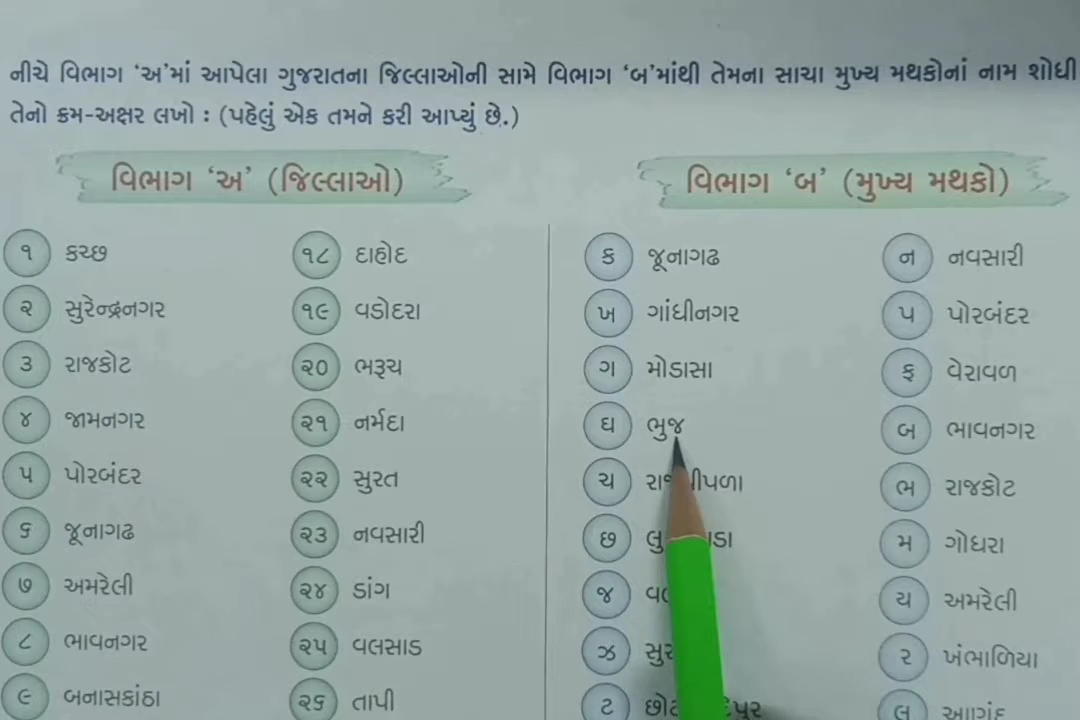 નીચે વિભાગ ‘અ’માં આપેલા ગુજરાતના જિલ્લાઓની સામે વિભાગ ‘બ’માંથી તેમના સાચા મુખ્ય મથકોનાં નામ શોધી
તેનો ક્રમ-અક્ષર લખો : (પહેલું એક તમને કરી આપ્યું છે.)
વિભાગ ‘અ’ (જિલ્લાઓ)
૧ કચ્છ
૨ સુરેન્દ્રનગર
૩ રાજકોટ
૪ જામનગર
૫ પોરબંદર
૬ જૂનાગઢ
૭ અમરેલી
૮ ભાવનગર
૯ બનાસકાંઠા
૧૮ દાહોદ
૧૯ વડોદરા
૨૦ ભરૂચ
૨૧ નર્મદા
૨૨ સુરત
૨૩ નવસારી
૨૪ ડાંગ
૨૫ વલસાડ
૨૬ તાપી
વિભાગ ‘બ’ (મુખ્ય મથકો)
ક જૂનાગઢ
ખ ગાંધીનગર
ગ મોડાસા
ઘ ભુજ
ચ
છ
જ
ઝ
ટ
ન નવસારી
પ પોરબંદર
ફ વેરાવળ
બ ભાવનગર
ભ રાજકોટ
મ ગોધરા
ય અમરેલી
ર ખંભાળિયા
લ આણંદ